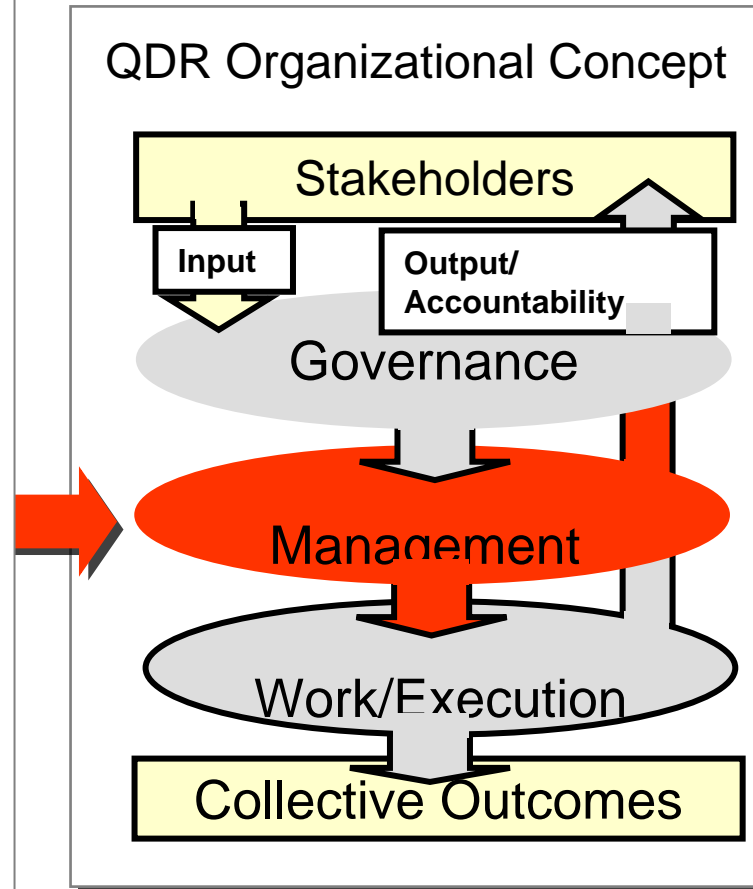 QDR Organizational Concept
Stakeholders
Input
Output/
Accountability
Governance
Management
Work/Execution
Collective Outcomes